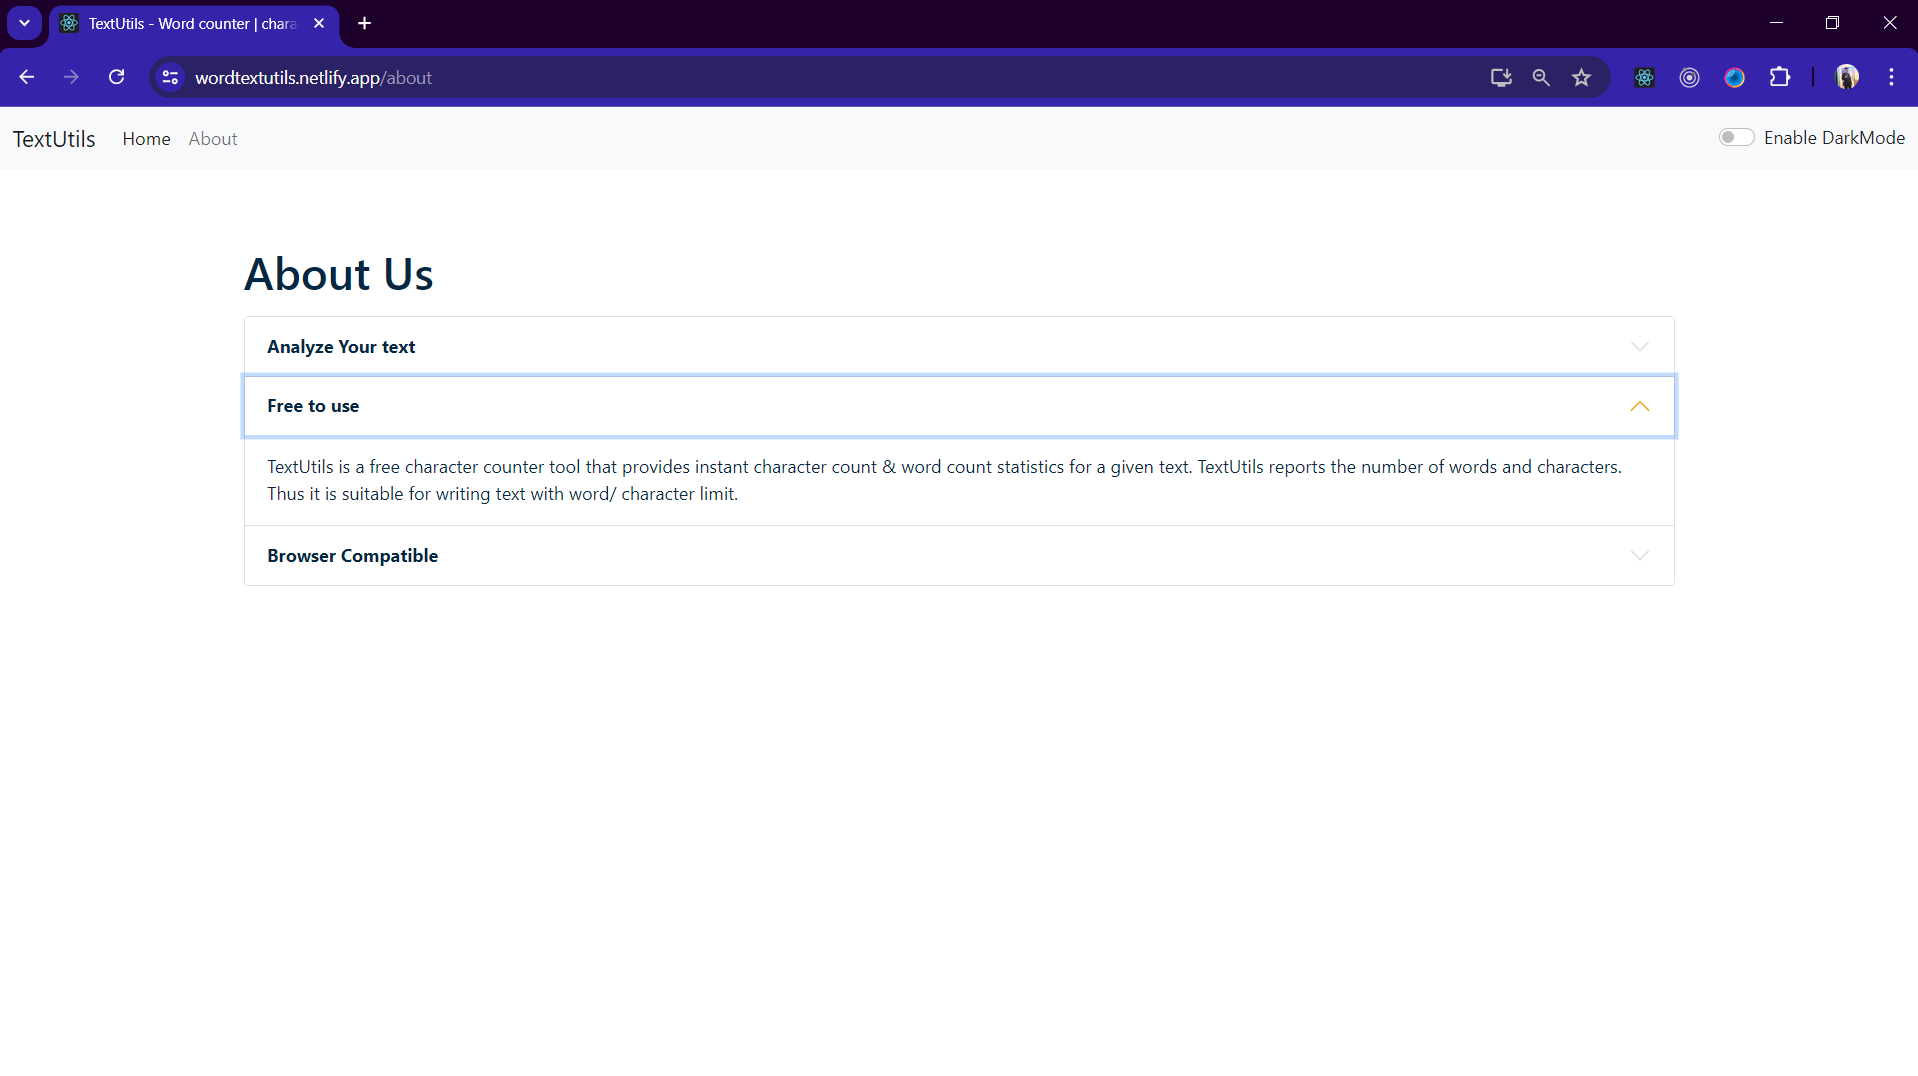 TextUtils - Word counter | chara
wordtextutils.netlify.app/about
TextUtils Home About Enable DarkMode
About Us
Analyze Your text
Free to use
TextUtils is a free character counter tool that provides instant character count & word count statistics for a given text. TextUtils reports the number of words and characters.
Thus it is suitable for writing text with word/ character limit.
Browser Compatible